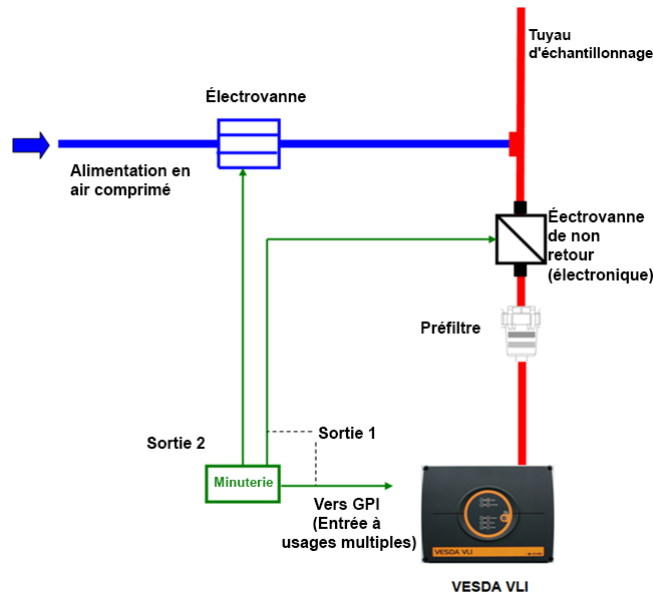 Tuyau
d'échantillonnage
Électrovanne
Alimentation en
air comprimé
Éectrovanne
de non
retour
(électronique)
Préfiltre
Sortie 1
Sortie 2
Minuterie
Vers GPI
(Entrée à
usages multiples)
VESDA VLI
VESDA VLI